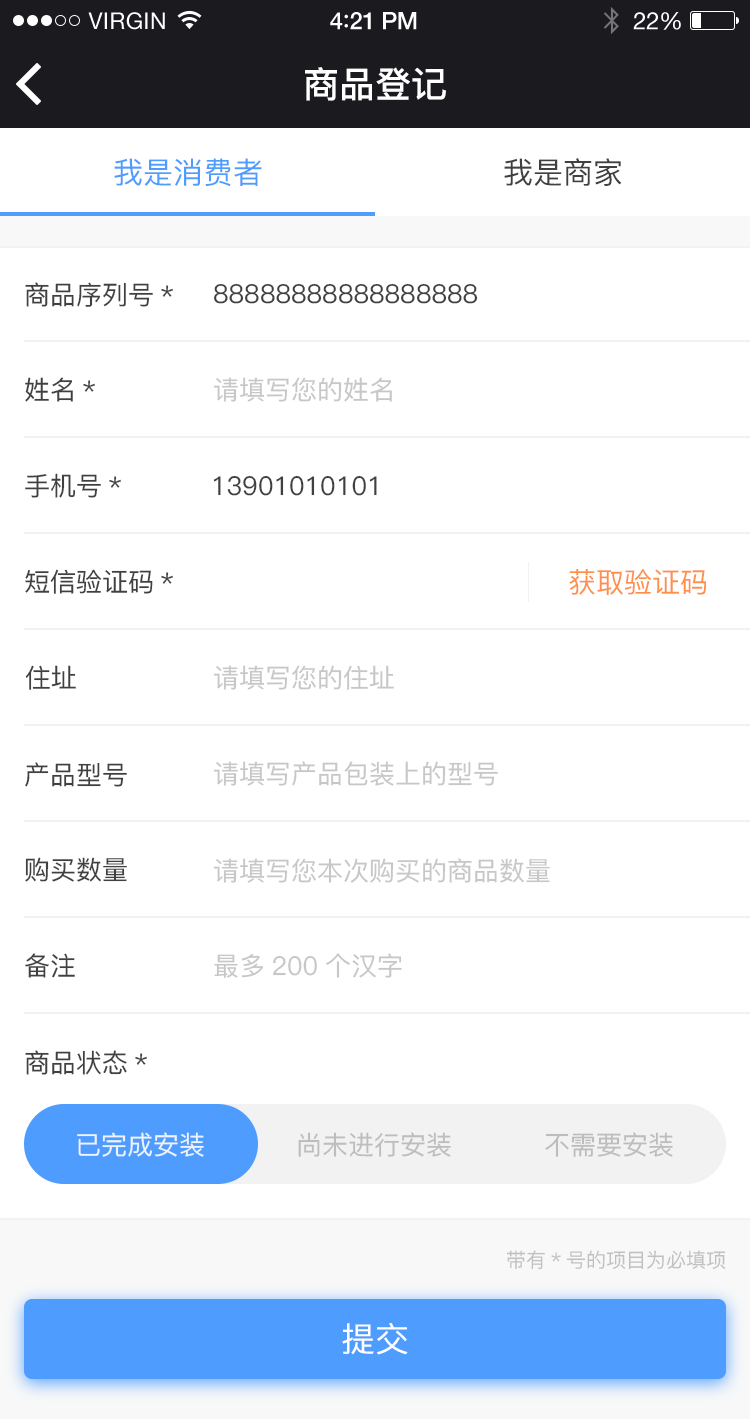 VIRGIN 4:21 PM 22%
商品登记
我是消费者 我是商家
商品序列号 * 88888888888888888
姓名 * 请填写您的姓名
手机号 * 13901010101
短信验证码 * 获取验证码
住址 请填写您的住址
产品型号 请填写产品包装上的型号
购买数量 请填写您本次购买的商品数量
备注 最多 200 个汉字
商品状态 *
已完成安装 尚未进行安装 不需要安装
带有 * 号的项目为必填项
提交